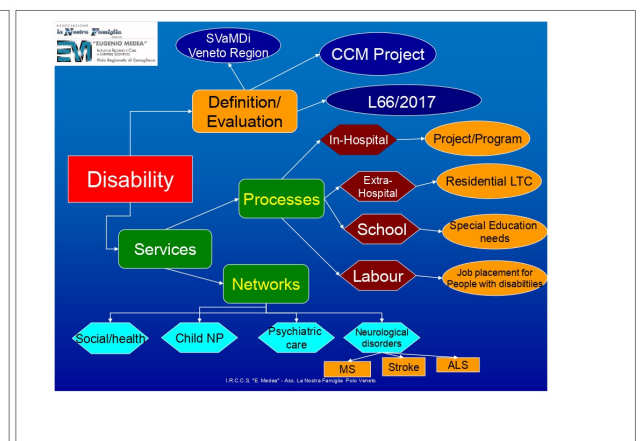 ASSOCIAZIONE
la Nostra Famiglia
"EUGENIO MEDEA"
Polo Regionale di Conegliano
SVaMDi
Veneto Region
CCM Project
Definition/
Evaluation
L66/2017
In-Hospital
Project/Program
Disability
Extra-
Hospital
Residential LTC
Processes
School
Special Education
needs
Services
Labour
Job placement for
People with disabiltiies
Networks
Social/health
Child NP
Psychiatric
care
Neurological
disorders
MS
Stroke
ALS
I.R.C.C.S. "E. Medea" - Ass. La Nostra Famiglia Polo Veneto